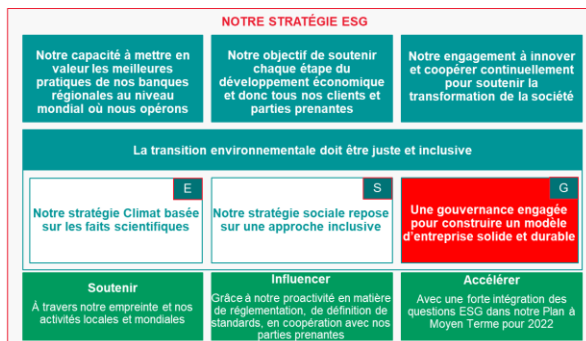 NOTRE STRATÉGIE ESG
Notre capacité à mettre en
valeur les meilleures
pratiques de nos banques
régionales au niveau
mondial où nous opérons
Notre objectif de soutenir
chaque étape du
développement économique
et donc tous nos clients et
parties prenantes
Notre engagement à innover
et coopérer continuellement
pour soutenir la
transformation de la société
La transition environnementale doit être juste et inclusive
E
Notre stratégie Climat basée
sur les faits scientifiques
S
Notre stratégie sociale repose
sur une approche inclusive
G
Une gouvernance engagée
pour construire un modèle
d'entreprise solide et durable
Soutenir
À travers notre empreinte et nos
activités locales et mondiales
Influencer
Grâce à notre proactivité en matière
de réglementation, de définition de
standards, en coopération avec nos
parties prenantes
Accélérer
Avec une forte intégration des
questions ESG dans notre Plan à
Moyen Terme pour 2022